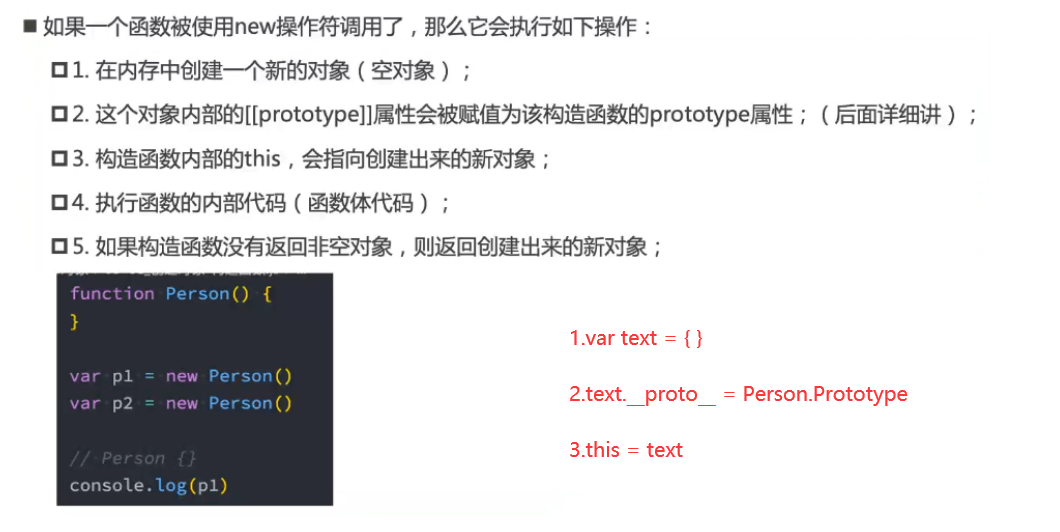 如果一个函数被使用new操作符调用了，那么它会执行如下操作：
1. 在内存中创建一个新的对象（空对象）；
2. 这个对象内部的[[prototype]]属性会被赋值为该构造函数的prototype属性；（后面详细讲）；
3. 构造函数内部的this，会指向创建出来的新对象；
4. 执行函数的内部代码（函数体代码）；
5. 如果构造函数没有返回非空对象，则返回创建出来的新对象；
function Person() {
}
var p1 = new Person()
var p2 = new Person()
// Person {}
console.log(p1)
1.var text = { }
2.text.__proto__ = Person.Prototype
3.this = text